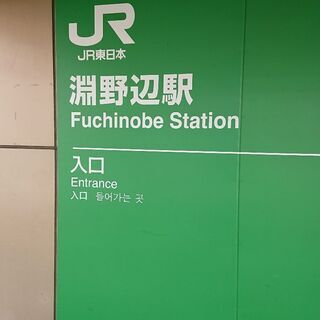 JR
JR東日本
淵野辺駅
Fuchinobe Station
入口
Entrance
入口 들어가는 곳